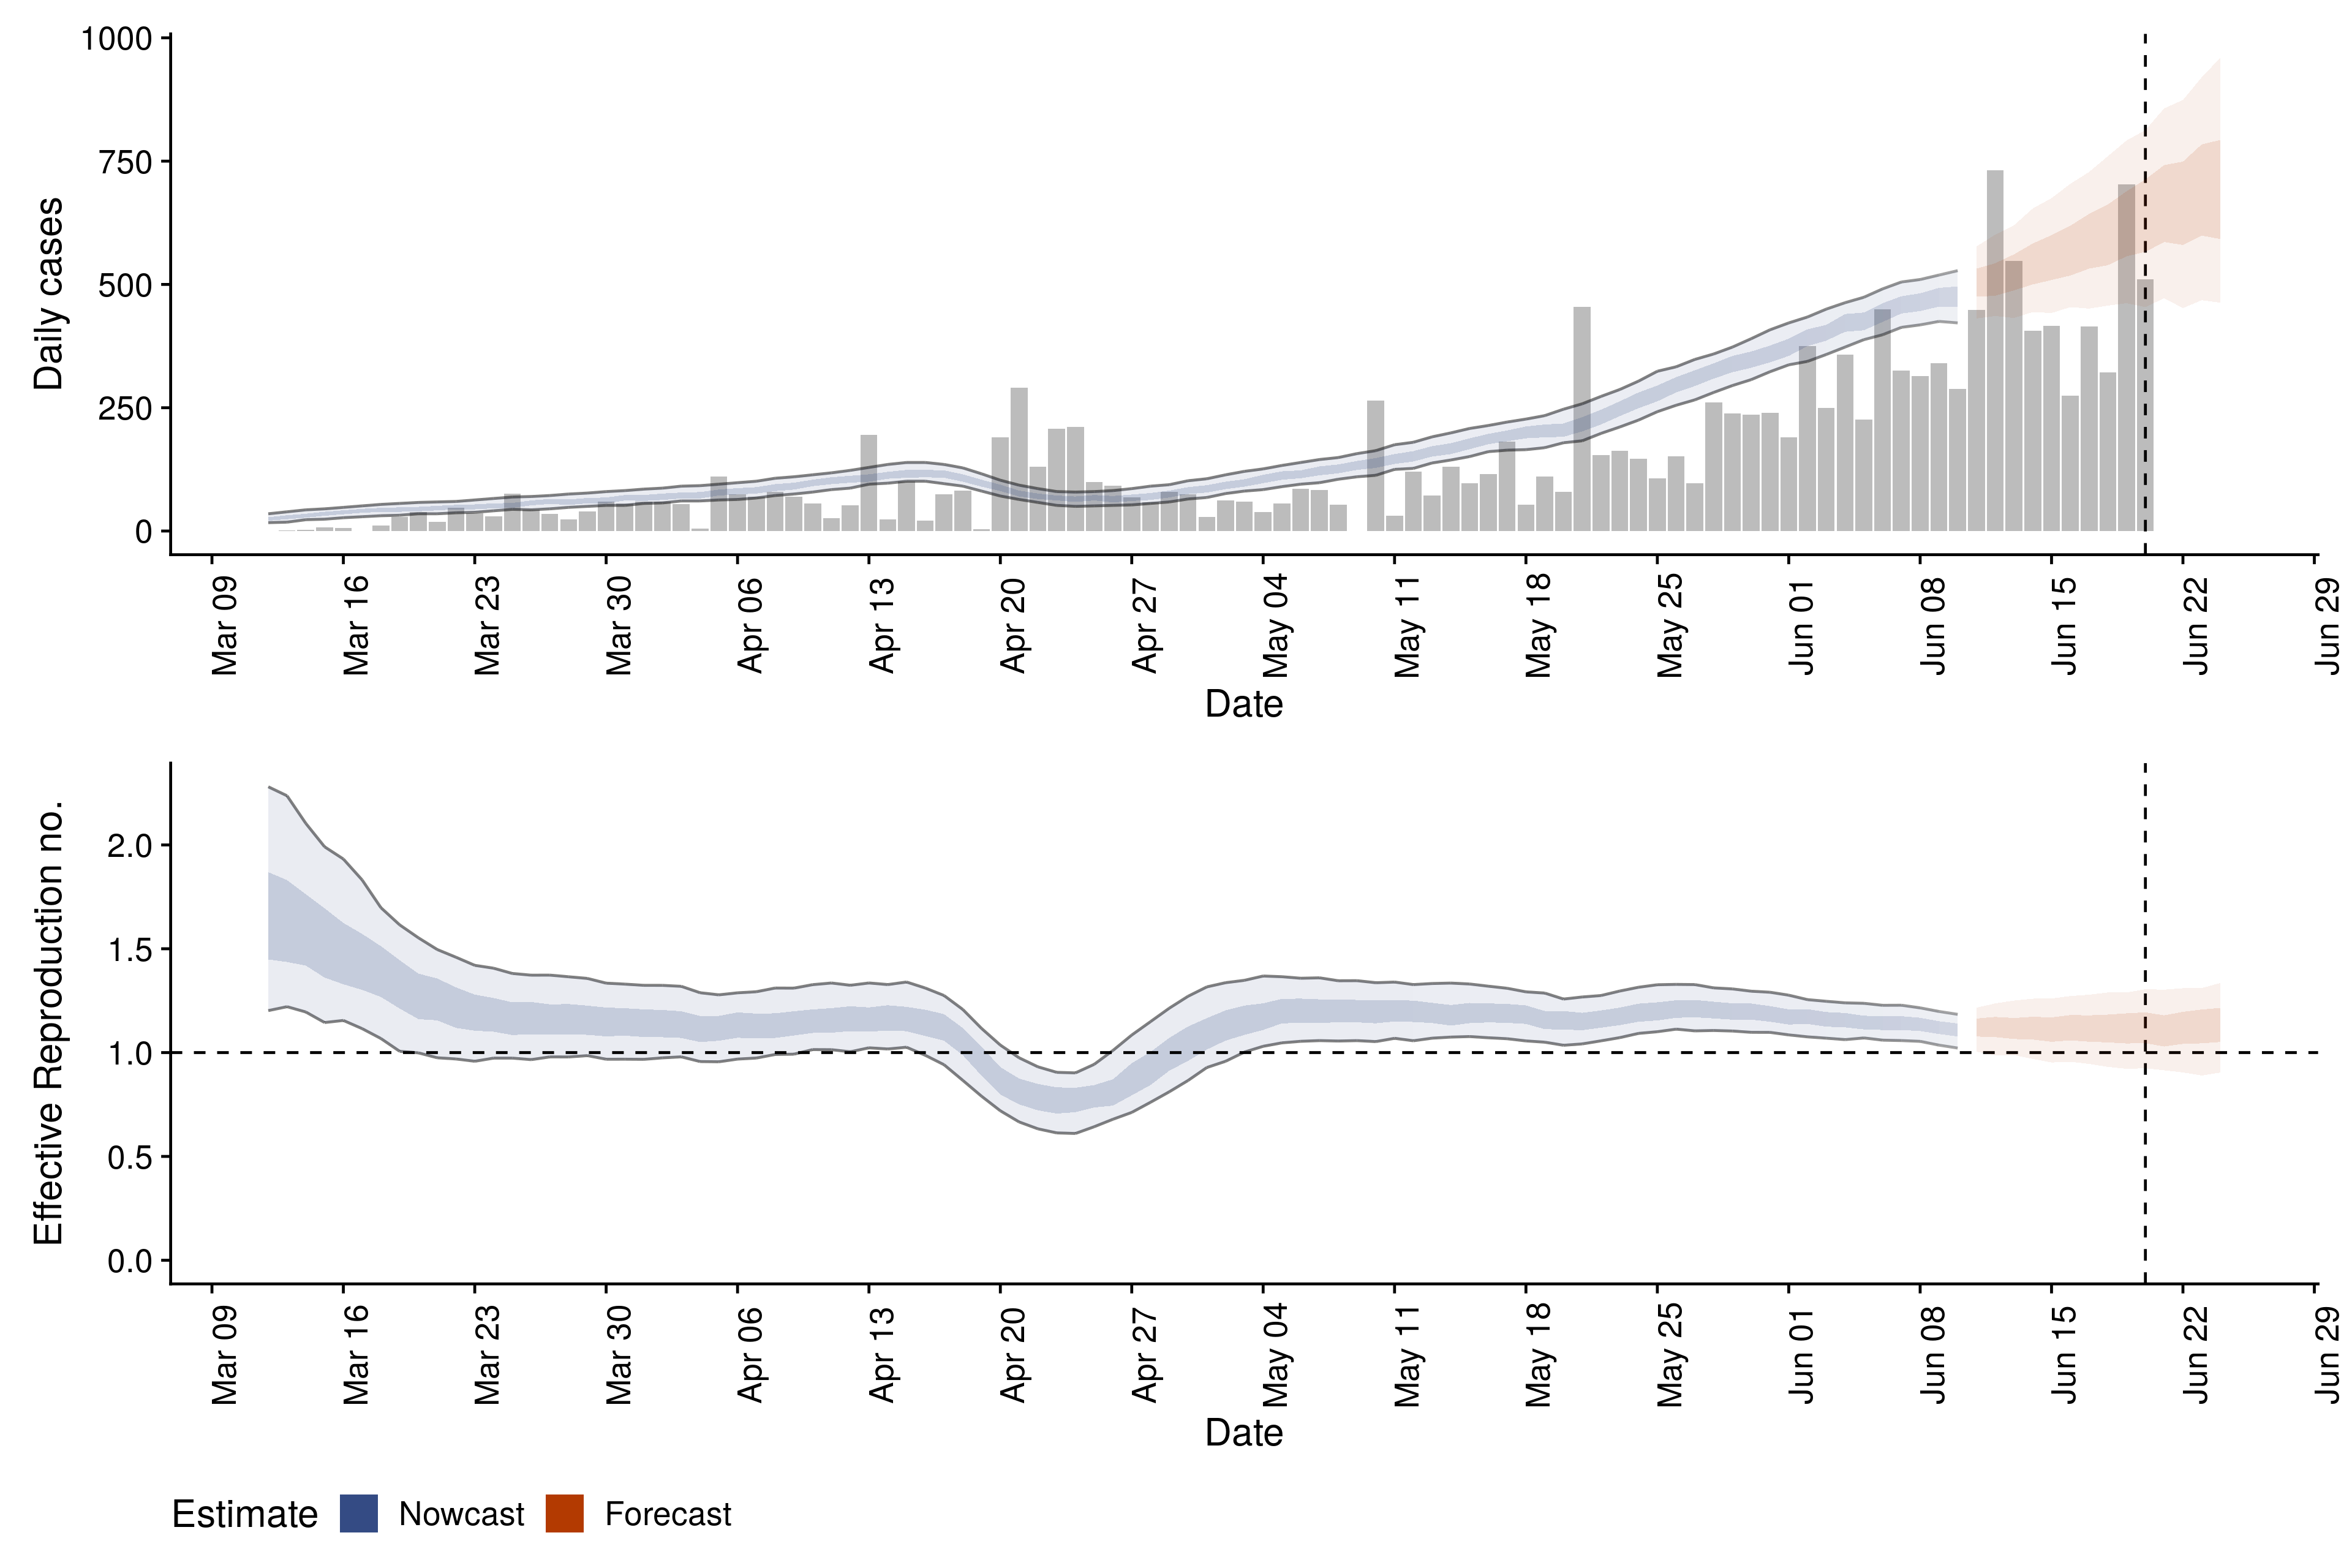 1000
750
500
250
0
Daily cases
Mar 09 Mar 16 Mar 23 Mar 30 Apr 06 Apr 13 Apr 20 Apr 27 May 04 May 11 May 18 May 25 Jun 01 Jun 08 Jun 15 Jun 22 Jun 29
Date
2.0
1.5
1.0
0.5
0.0
Effective Reproduction no.
Mar 09 Mar 16 Mar 23 Mar 30 Apr 06 Apr 13 Apr 20 Apr 27 May 04 May 11 May 18 May 25 Jun 01 Jun 08 Jun 15 Jun 22 Jun 29
Date
Estimate Nowcast Forecast